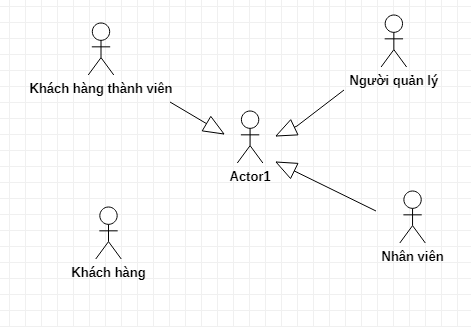 Khách hàng thành viên
Người quản lý
Actor1
Khách hàng
Nhân viên